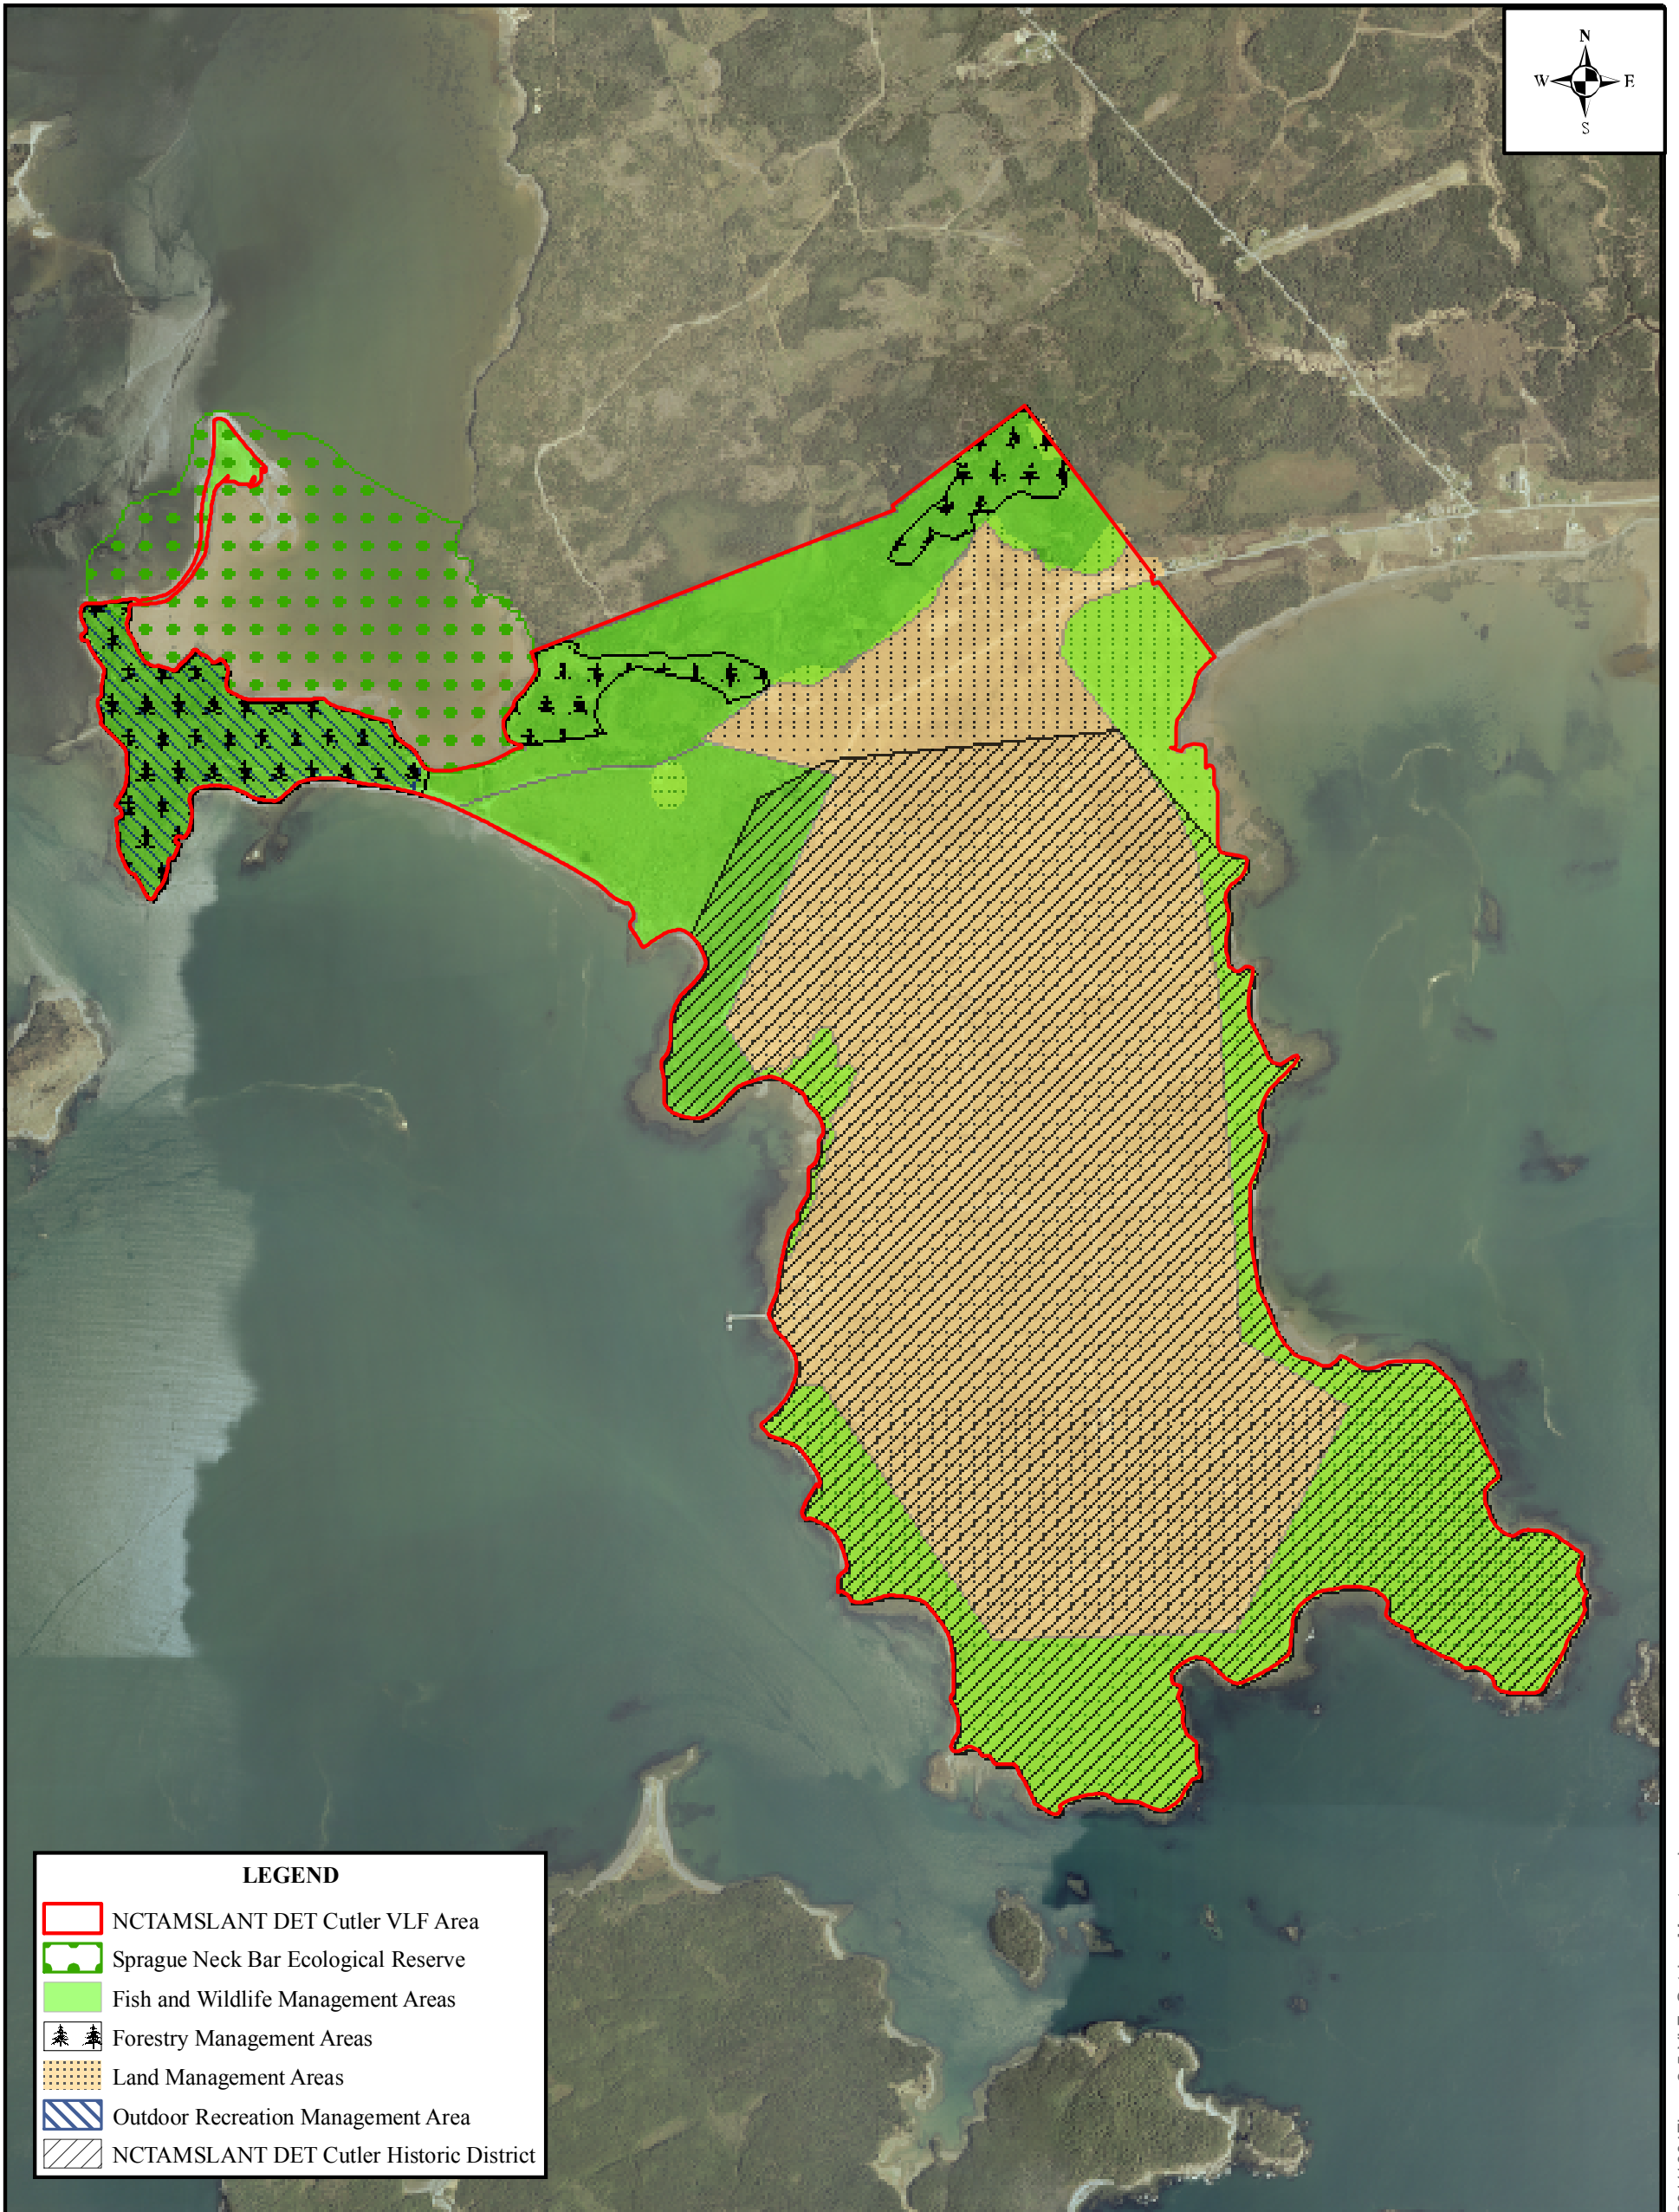 N
W E
S
LEGEND
NCTAMSLANT DET Cutler VLF Area
Sprague Neck Bar Ecological Reserve
Fish and Wildlife Management Areas
Forestry Management Areas
Land Management Areas
Outdoor Recreation Management Area
NCTAMSLANT DET Cutler Historic District